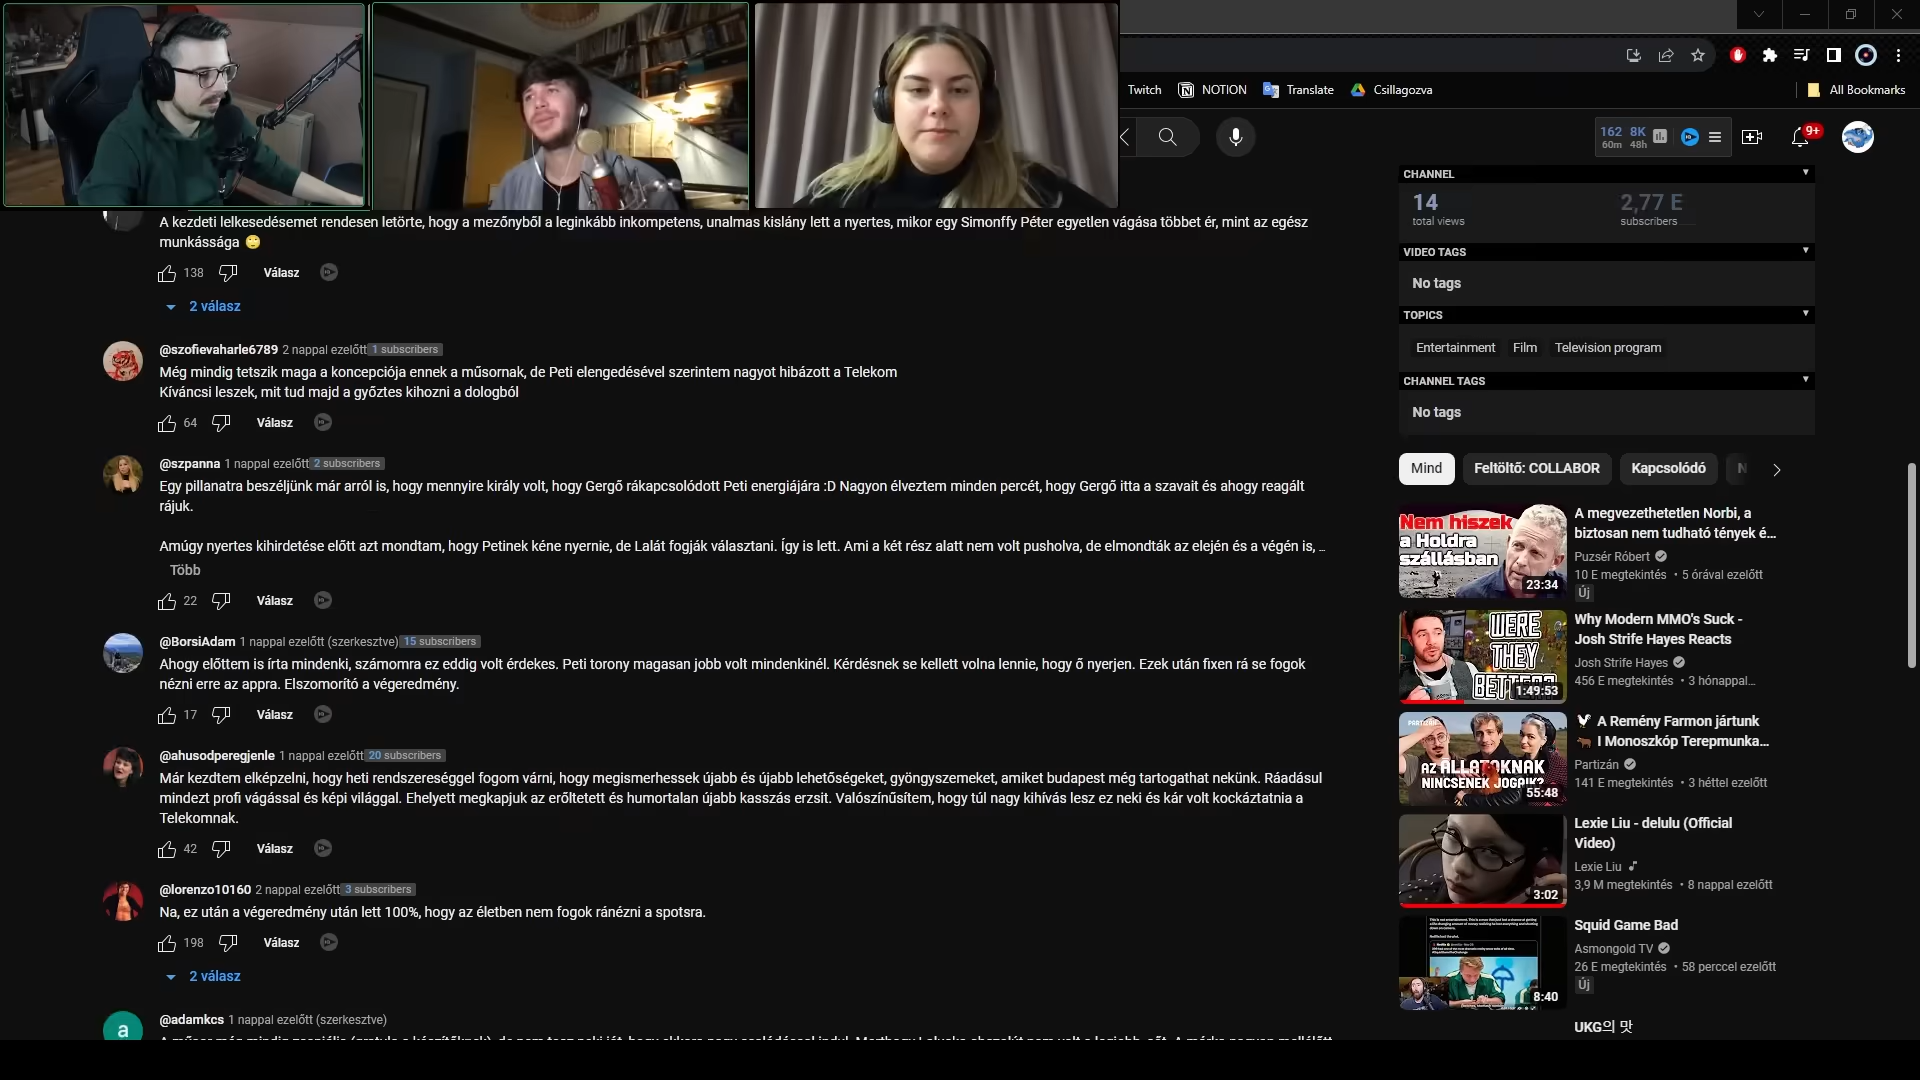 Twitch NOTION Translate Csillagozva All Bookmarks
162 8K
60m 48h
9+
A kezdeti lelkesedésemet rendesen letörte, hogy a mezőnyből a leginkább inkompetens, unalmas kislány lett a nyertes, mikor egy Simonffy Péter egyetlen vágása többet ér, mint az egész
munkássága 🙄
138 Válasz
2 válasz
@szofievaharle6789 2 nappal ezelőtt 1 subscribers
Még mindig tetszik maga a koncepciója ennek a műsornak, de Peti elengedésével szerintem nagyot hibázott a Telekom
Kíváncsi leszek, mit tud majd a győztes kihozni a dologból
64 Válasz
@szpanna 1 nappal ezelőtt 2 subscribers
Egy pillanatra beszéljünk már arról is, hogy mennyire király volt, hogy Gergő rákapcsolódott Peti energiájára :D Nagyon élveztem minden percét, hogy Gergő itta a szavait és ahogy reagált
rájuk.
Amúgy nyertes kihirdetése előtt azt mondtam, hogy Petinek kéne nyernie, de Lalát fogják választani. Így is lett. Ami a két rész alatt nem volt pusholva, de elmondták az elején és a végén is, ...
Több
22 Válasz
@BorsiAdam 1 nappal ezelőtt (szerkesztve) 15 subscribers
Ahogy előttem is írta mindenki, számomra ez eddig volt érdekes. Peti torony magasan jobb volt mindenkinél. Kérdésnek se kellett volna lennie, hogy ő nyerjen. Ezek után fixen rá se fogok
nézni erre az appra. Elszomorító a végeredmény.
17 Válasz
@ahusodperegjenle 1 nappal ezelőtt 20 subscribers
Már kezdtem elképzelni, hogy heti rendszereséggel fogom várni, hogy megismerhessek újabb és újabb lehetőségeket, gyöngyszemeket, amiket budapest még tartogathat nekünk. Ráadásul
mindezt profi vágással és képi világgal. Ehelyett megkapjuk az erőltetett és humortalan újabb kasszás erzsit. Valószínűsítem, hogy túl nagy kihívás lesz ez neki és kár volt kockáztatnia a
Telekomnak.
42 Válasz
@lorenzo10160 2 nappal ezelőtt 3 subscribers
Na, ez után a végeredmény után lett 100%, hogy az életben nem fogok ránézni a spotsra.
198 Válasz
2 válasz
a @adamkcs 1 nappal ezelőtt (szerkesztve)
CHANNEL
14 2,77 E
total views subscribers
VIDEO TAGS
No tags
TOPICS
Entertainment Film Television program
CHANNEL TAGS
No tags
Mind Feltöltő: COLLABOR Kapcsolódó N
Nem hiszek
a Holdra
szállásban
23:34
A megvezethetetlen Norbi, a
biztosan nem tudható tények é...
Puzsér Róbert
10 E megtekintés • 5 órával ezelőtt
Új
WERE
THEY
BETTER?
1:49:53
Why Modern MMO's Suck -
Josh Strife Hayes Reacts
Josh Strife Hayes
456 E megtekintés • 3 hónappal...
PARTIZÁN
AZ ÁLLATOKNAK
NINCSENEK JOGAIK?
55:48
🐓 A Remény Farmon jártunk
🐂 I Monoszkóp Terepmunka...
Partizán
141 E megtekintés • 3 héttel ezelőtt
3:02
Lexie Liu - delulu (Official
Video)
Lexie Liu
3,9 M megtekintés • 8 nappal ezelőtt
8:40
Squid Game Bad
Asmongold TV
26 E megtekintés • 58 perccel ezelőtt
Új
UKG의 맛